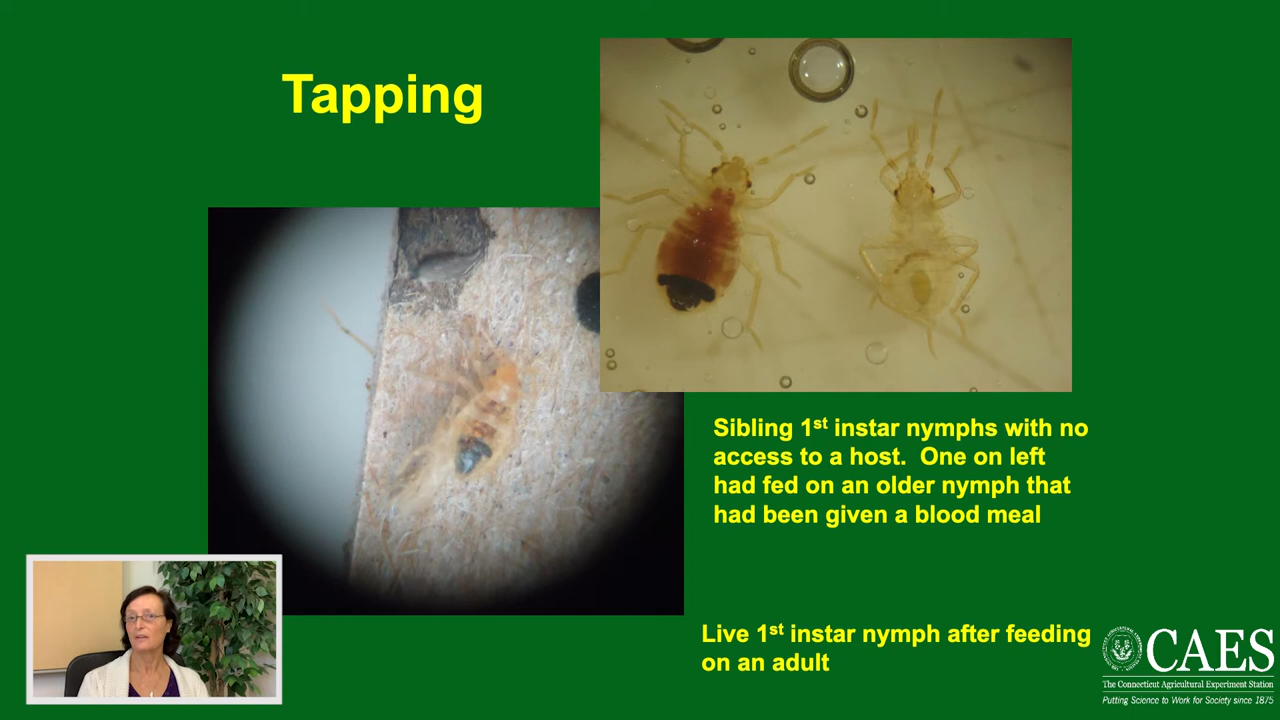 Tapping
Sibling 1st instar nymphs with no
access to a host.  One on left
had fed on an older nymph that
had been given a blood meal
Live 1st instar nymph after feeding
on an adult
CAES
The Connecticut Agricultural Experiment Station
Putting Science to Work for Society since 1875